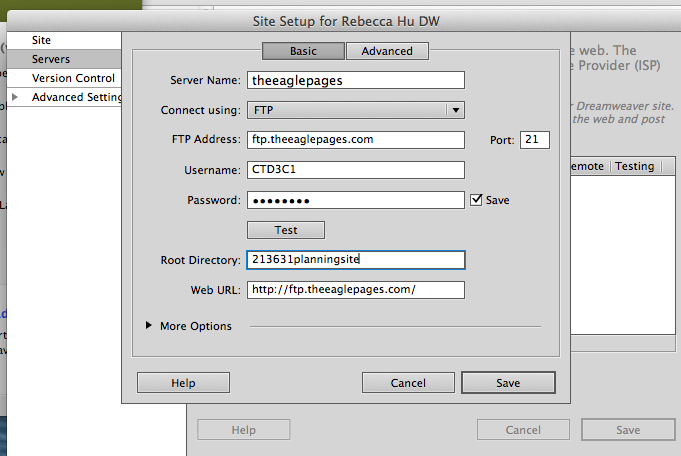 Site Setup for Rebecca Hu DW
Site
Servers
Version Control
Advanced Setting
Basic
Advanced
Server Name: theeaglepages
Connect using: FTP
FTP Address: ftp.theeaglepages.com Port: 21
Username: CTD3C1
Password: ●●●●●●●● Save
Test
Root Directory: 213631planningsite
Web URL: http://ftp.theeaglepages.com/
More Options
Help Cancel Save
e web. The
e Provider (ISP)
r Dreamweaver site.
the web and post
emote Testing
Help Cancel Save